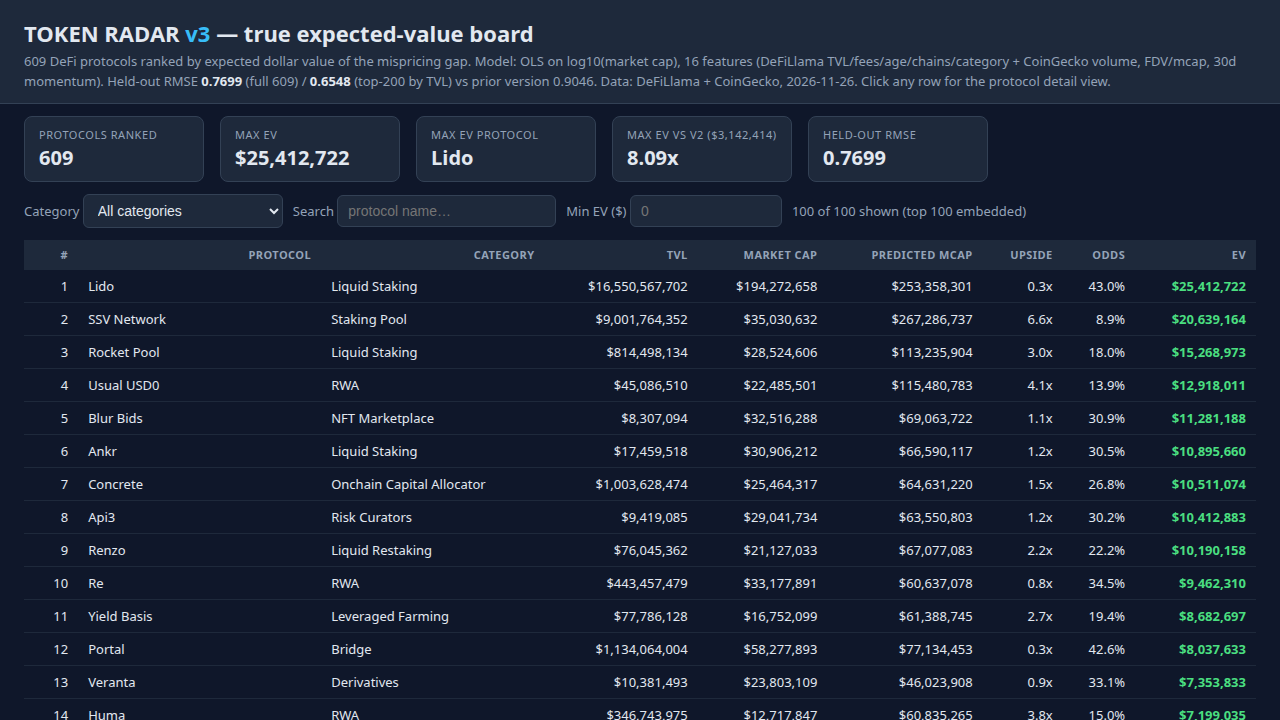 TOKEN RADAR v3 — true expected-value board
609 DeFi protocols ranked by expected dollar value of the mispricing gap. Model: OLS on log10(market cap), 16 features (DeFiLlama TVL/fees/age/chains/category + CoinGecko volume, FDV/mcap, 30d
momentum). Held-out RMSE 0.7699 (full 609) / 0.6548 (top-200 by TVL) vs prior version 0.9046. Data: DeFiLlama + CoinGecko, 2026-11-26. Click any row for the protocol detail view.
PROTOCOLS RANKED MAX EV MAX EV PROTOCOL MAX EV VS V2 ($3,142,414) HELD-OUT RMSE
609 $25,412,722 Lido 8.09x 0.7699
Category All categories Search protocol name… Min EV ($) 0 100 of 100 shown (top 100 embedded)
# PROTOCOL CATEGORY TVL MARKET CAP PREDICTED MCAP UPSIDE ODDS EV
1 Lido Liquid Staking $16,550,567,702 $194,272,658 $253,358,301 0.3x 43.0% $25,412,722
2 SSV Network Staking Pool $9,001,764,352 $35,030,632 $267,286,737 6.6x 8.9% $20,639,164
3 Rocket Pool Liquid Staking $814,498,134 $28,524,606 $113,235,904 3.0x 18.0% $15,268,973
4 Usual USD0 RWA $45,086,510 $22,485,501 $115,480,783 4.1x 13.9% $12,918,011
5 Blur Bids NFT Marketplace $8,307,094 $32,516,288 $69,063,722 1.1x 30.9% $11,281,188
6 Ankr Liquid Staking $17,459,518 $30,906,212 $66,590,117 1.2x 30.5% $10,895,660
7 Concrete Onchain Capital Allocator $1,003,628,474 $25,464,317 $64,631,220 1.5x 26.8% $10,511,074
8 Api3 Risk Curators $9,419,085 $29,041,734 $63,550,803 1.2x 30.2% $10,412,883
9 Renzo Liquid Restaking $76,045,362 $21,127,033 $67,077,083 2.2x 22.2% $10,190,158
10 Re RWA $443,457,479 $33,177,891 $60,637,078 0.8x 34.5% $9,462,310
11 Yield Basis Leveraged Farming $77,786,128 $16,752,099 $61,388,745 2.7x 19.4% $8,682,697
12 Portal Bridge $1,134,064,004 $58,277,893 $77,134,453 0.3x 42.6% $8,037,633
13 Veranta Derivatives $10,381,493 $23,803,109 $46,023,908 0.9x 33.1% $7,353,833
14 Huma RWA $346,743,975 $12,717,847 $60,835,265 3.8x 15.0% $7,199,035